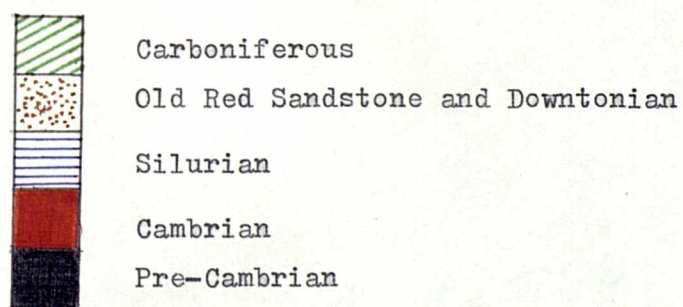 Carboniferous
Old Red Sandstone and Downtonian
Silurian
Cambrian
Pre-Cambrian